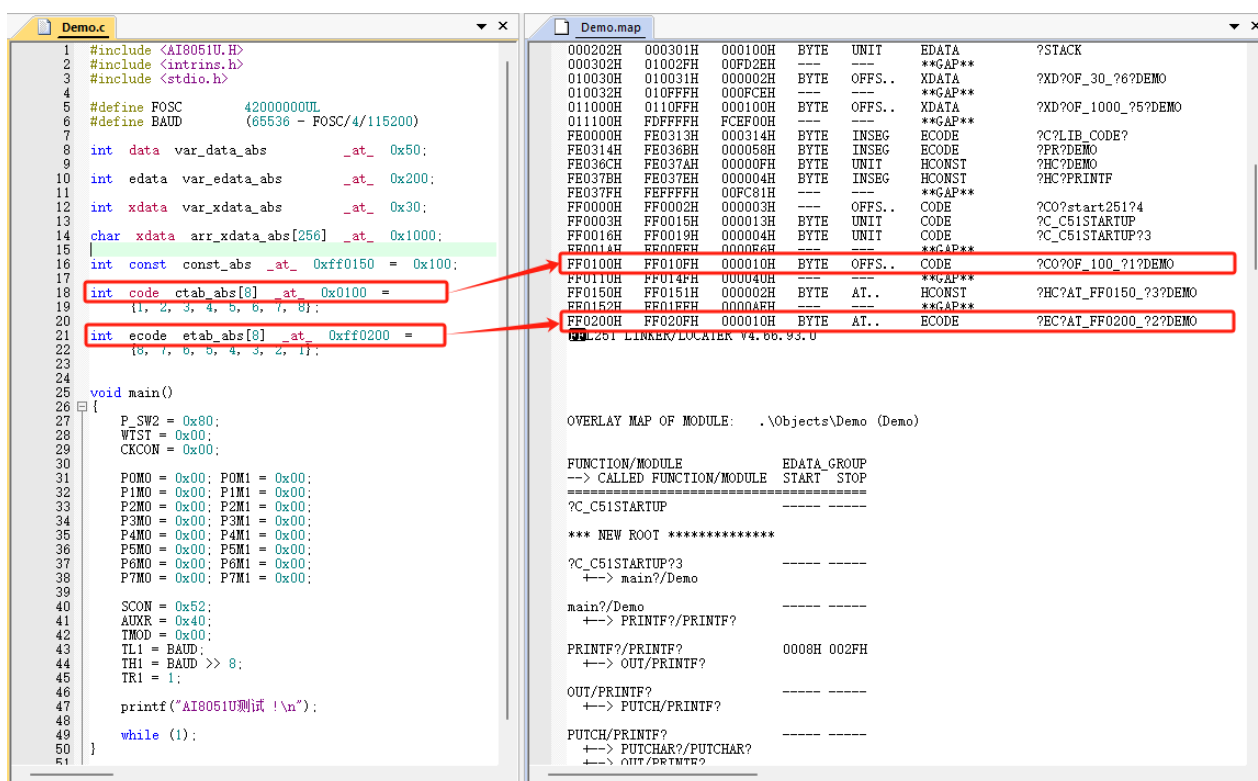 Demo.c
1 #include <AI8051U.H>
2 #include <intrins.h>
3 #include <stdio.h>
4
5 #define FOSC 42000000UL
6 #define BAUD (65536 - FOSC/4/115200)
7
8 int data var_data_abs _at_ 0x50;
9
10 int edata var_edata_abs _at_ 0x200;
11
12 int xdata var_xdata_abs _at_ 0x30;
13
14 char xdata arr_xdata_abs[256] _at_ 0x1000;
15
16 int const const_abs _at_ 0xff0150 = 0x100;
17
18 int code ctab_abs[8] _at_ 0x0100 =
19 {1, 2, 3, 4, 5, 6, 7, 8};
20
21 int ecode etab_abs[8] _at_ 0xff0200 =
22 {8, 7, 6, 5, 4, 3, 2, 1};
23
24
25 void main()
26 {
27 P_SW2 = 0x80;
28 WTST = 0x00;
29 CKCON = 0x00;
30
31 P0M0 = 0x00; P0M1 = 0x00;
32 P1M0 = 0x00; P1M1 = 0x00;
33 P2M0 = 0x00; P2M1 = 0x00;
34 P3M0 = 0x00; P3M1 = 0x00;
35 P4M0 = 0x00; P4M1 = 0x00;
36 P5M0 = 0x00; P5M1 = 0x00;
37 P6M0 = 0x00; P6M1 = 0x00;
38 P7M0 = 0x00; P7M1 = 0x00;
39
40 SCON = 0x52;
41 AUXR = 0x40;
42 TMOD = 0x00;
43 TL1 = BAUD;
44 TH1 = BAUD >> 8;
45 TR1 = 1;
46
47 printf("AI8051U测试 !\n");
48
49 while (1);
50 }
51
Demo.map
000202H 000301H 000100H BYTE UNIT EDATA ?STACK
000302H 01002FH 00FD2EH --- --- **GAP**
010030H 010031H 000002H BYTE OFFS.. XDATA ?XD?OF_30_?6?DEMO
010032H 010FFFH 000FCEH --- --- **GAP**
011000H 0110FFH 000100H BYTE OFFS.. XDATA ?XD?OF_1000_?5?DEMO
011100H FDFFFFH FCEF00H --- --- **GAP**
FE0000H FE0313H 000314H BYTE INSEG ECODE ?C?LIB_CODE?
FE0314H FE036BH 000058H BYTE INSEG ECODE ?PR?DEMO
FE036CH FE037AH 00000FH BYTE UNIT HCONST ?HC?DEMO
FE037BH FE037EH 000004H BYTE INSEG HCONST ?HC?PRINTF
FE037FH FEFFFFH 00FC81H --- --- **GAP**
FF0000H FF0002H 000003H --- OFFS.. CODE ?CO?start251?4
FF0003H FF0015H 000013H BYTE UNIT CODE ?C_C51STARTUP
FF0016H FF0019H 000004H BYTE UNIT CODE ?C_C51STARTUP?3
FF001AH FF00FFH 0000E6H --- --- **GAP**
FF0100H FF010FH 000010H BYTE OFFS.. CODE ?CO?OF_100_?1?DEMO
FF0110H FF014FH 000040H --- --- **GAP**
FF0150H FF0151H 000002H BYTE AT.. HCONST ?HC?AT_FF0150_?3?DEMO
FF0152H FF01FFH 0000AEH --- --- **GAP**
FF0200H FF020FH 000010H BYTE AT.. ECODE ?EC?AT_FF0200_?2?DEMO
FF L251 LINKER/LOCATER V4.66.93.0
OVERLAY MAP OF MODULE: .\Objects\Demo (Demo)
FUNCTION/MODULE EDATA_GROUP
--> CALLED FUNCTION/MODULE START STOP
======================================
?C_C51STARTUP ----- -----
*** NEW ROOT **************
?C_C51STARTUP?3 ----- -----
+--> main?/Demo
main?/Demo ----- -----
+--> PRINTF?/PRINTF?
PRINTF?/PRINTF? 0008H 002FH
+--> OUT/PRINTF?
OUT/PRINTF? ----- -----
+--> PUTCH/PRINTF?
PUTCH/PRINTF? ----- -----
+--> PUTCHAR?/PUTCHAR?
+--> OUT/PRINTF?